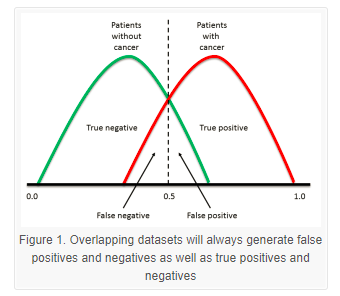 Patients
without
cancer
Patients
with
cancer
True negative
True positive
0.0
0.5
1.0
False negative
False positive
Figure 1. Overlapping datasets will always generate false
positives and negatives as well as true positives and
negatives